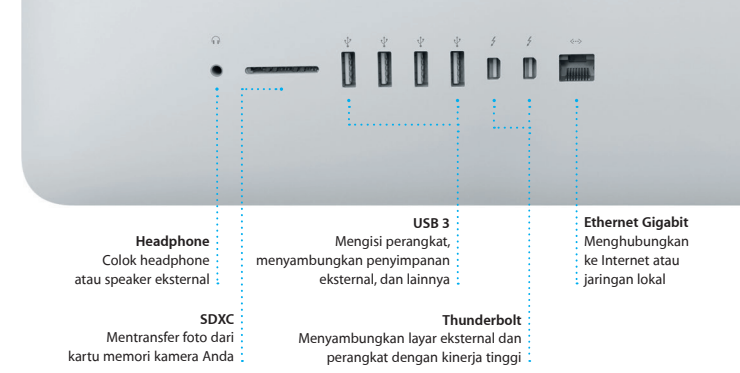 Headphone
Colok headphone
atau speaker eksternal
SDXC
Mentransfer foto dari
kartu memori kamera Anda
USB 3
Mengisi perangkat,
menyambungkan penyimpanan
eksternal, dan lainnya
Thunderbolt
Menyambungkan layar eksternal dan
perangkat dengan kinerja tinggi
Ethernet Gigabit
Menghubungkan
ke Internet atau
jaringan lokal